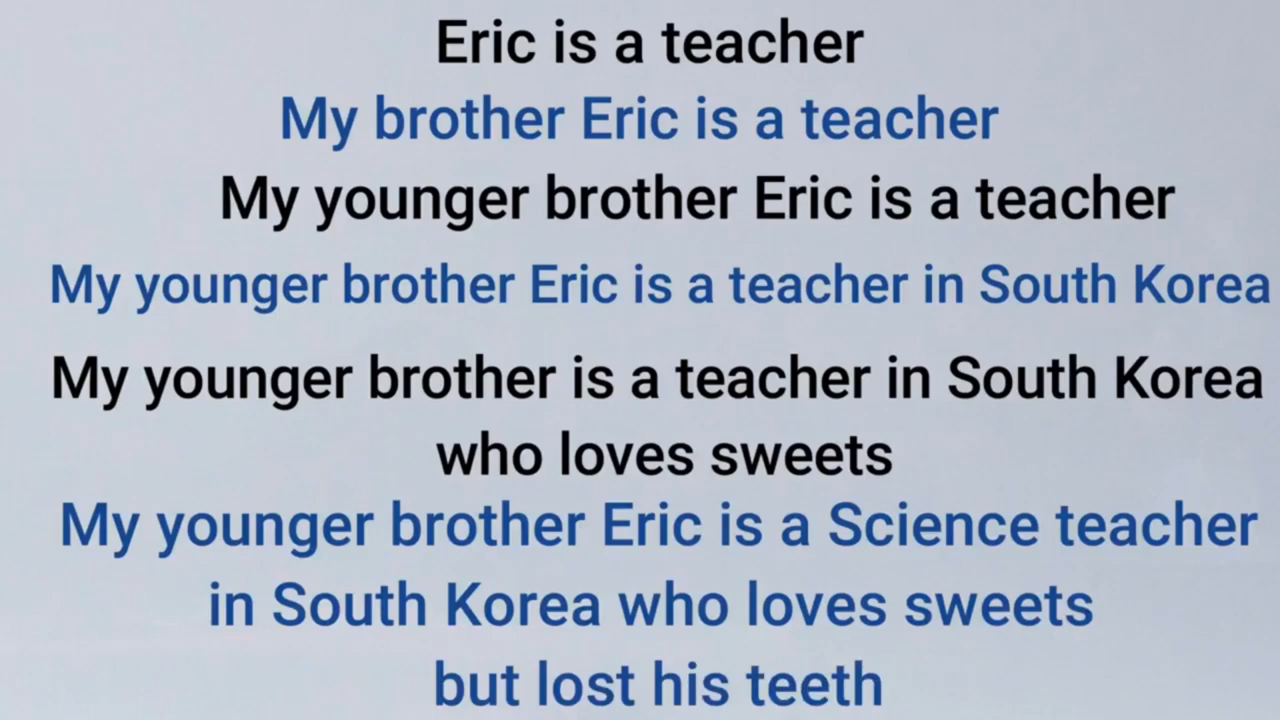 Eric is a teacher
My brother Eric is a teacher
My younger brother Eric is a teacher
My younger brother Eric is a teacher in South Korea
My younger brother is a teacher in South Korea
who loves sweets
My younger brother Eric is a Science teacher
in South Korea who loves sweets
but lost his teeth